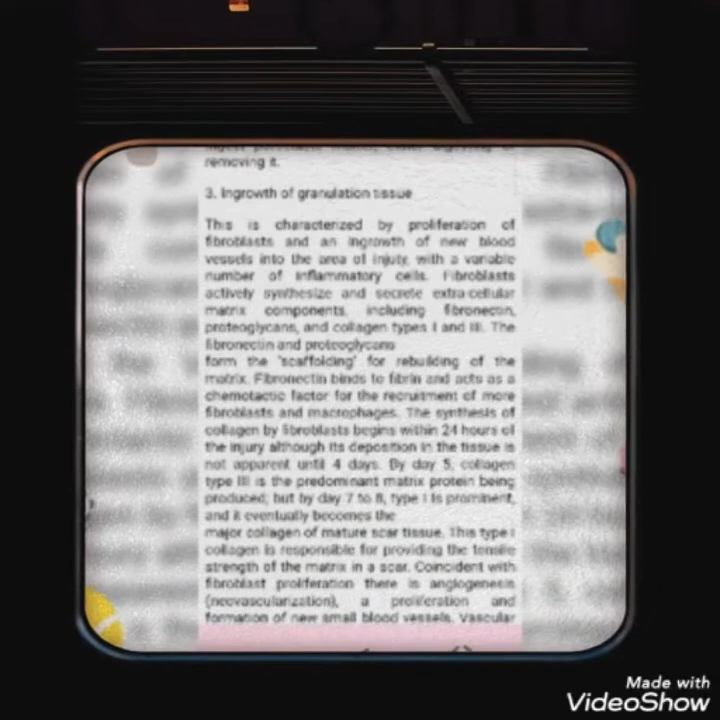 removing it.
3. Ingrowth of granulation tissue
This is characterized by proliferation of
fibroblasts and an ingrowth of new blood
vessels into the area of injuty, with a variable
number of inflammatory cells. Fibroblasts
actively synthesize and secrete extra-cellular
matrix components, including fibronectin,
proteoglycans, and collagen types I and III. The
fibronectin and proteoglycans
form the 'scaffolding' for rebuilding of the
matrix. Fibronectin binds to fibrin and acts as a
chemotactic factor for the recruitment of more
fibroblasts and macrophages. The synthesis of
collagen by fibroblasts begins within 24 hours of
the injury although its deposition in the tissue is
not apparent until 4 days. By day 5, collagen
type III is the predominant matrix protein being
produced; but by day 7 to 8, type I is prominent,
and it eventually becomes the
major collagen of mature scar tissue. This type I
collagen is responsible for providing the tensile
strength of the matrix in a scar. Coincident with
fibroblast proliferation there is angiogenesis
(neovascularization), a proliferation and
formation of new small blood vessels. Vascular
Made with
VideoShow